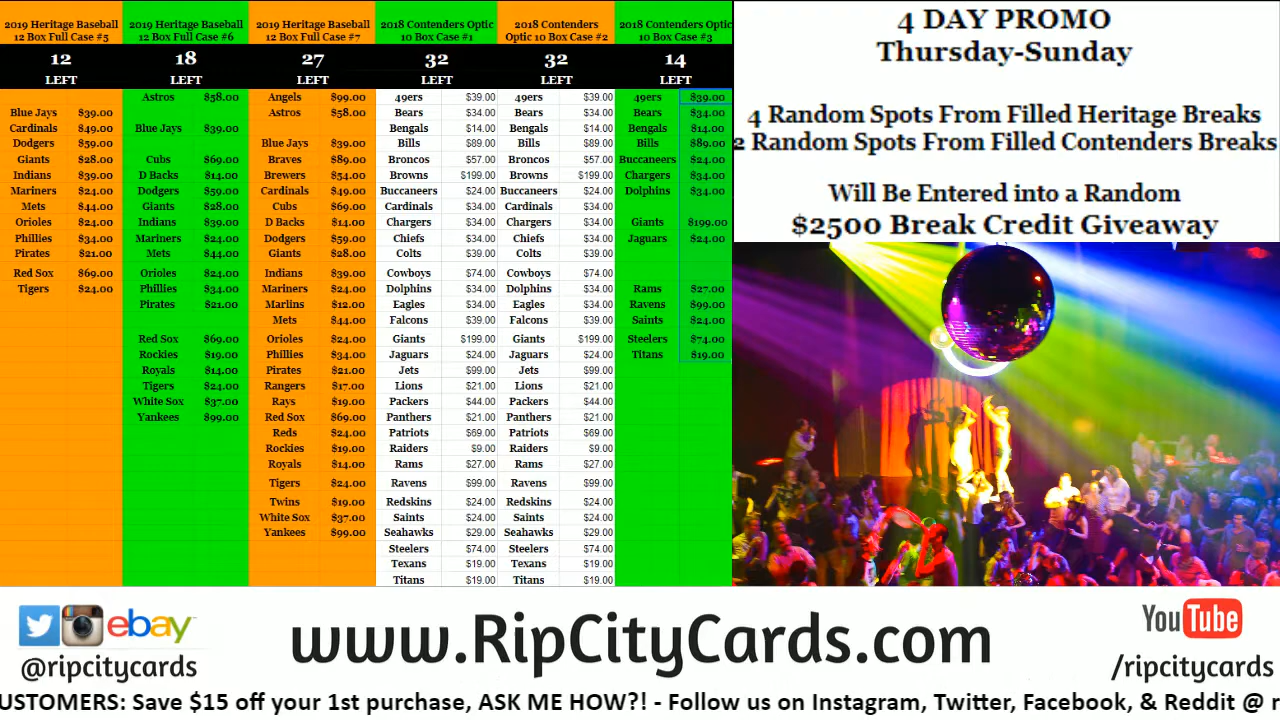 2019 Heritage Baseball 12 Box Full Case #5
12
LEFT
Blue Jays $39.00
Cardinals $49.00
Dodgers $59.00
Giants $28.00
Indians $39.00
Mariners $24.00
Mets $44.00
Orioles $24.00
Phillies $34.00
Pirates $21.00
Red Sox $69.00
Tigers $24.00
2019 Heritage Baseball 12 Box Full Case #6
18
LEFT
Astros $58.00
Blue Jays $39.00
Cubs $69.00
D Backs $14.00
Dodgers $59.00
Giants $28.00
Indians $39.00
Mariners $24.00
Mets $44.00
Orioles $24.00
Phillies $34.00
Pirates $21.00
Red Sox $69.00
Rockies $19.00
Royals $14.00
Tigers $24.00
White Sox $37.00
Yankees $99.00
2019 Heritage Baseball 12 Box Full Case #7
27
LEFT
Angels $99.00
Astros $58.00
Blue Jays $39.00
Braves $89.00
Brewers $54.00
Cardinals $49.00
Cubs $69.00
D Backs $14.00
Dodgers $59.00
Giants $28.00
Indians $39.00
Mariners $24.00
Marlins $12.00
Mets $44.00
Orioles $24.00
Phillies $34.00
Pirates $21.00
Rangers $17.00
Rays $19.00
Red Sox $69.00
Reds $24.00
Rockies $19.00
Royals $14.00
Tigers $24.00
Twins $19.00
White Sox $37.00
Yankees $99.00
2018 Contenders Optic 10 Box Case #1
32
LEFT
49ers $39.00
Bears $34.00
Bengals $14.00
Bills $89.00
Broncos $57.00
Browns $199.00
Buccaneers $24.00
Cardinals $34.00
Chargers $34.00
Chiefs $34.00
Colts $39.00
Cowboys $74.00
Dolphins $34.00
Eagles $34.00
Falcons $39.00
Giants $199.00
Jaguars $24.00
Jets $99.00
Lions $21.00
Packers $44.00
Panthers $21.00
Patriots $69.00
Raiders $9.00
Rams $27.00
Ravens $99.00
Redskins $24.00
Saints $24.00
Seahawks $29.00
Steelers $74.00
Texans $19.00
Titans $19.00
2018 Contenders Optic 10 Box Case #2
32
LEFT
49ers $39.00
Bears $34.00
Bengals $14.00
Bills $89.00
Broncos $57.00
Browns $199.00
Buccaneers $24.00
Cardinals $34.00
Chargers $34.00
Chiefs $34.00
Colts $39.00
Cowboys $74.00
Dolphins $34.00
Eagles $34.00
Falcons $39.00
Giants $199.00
Jaguars $24.00
Jets $99.00
Lions $21.00
Packers $44.00
Panthers $21.00
Patriots $69.00
Raiders $9.00
Rams $27.00
Ravens $99.00
Redskins $24.00
Saints $24.00
Seahawks $29.00
Steelers $74.00
Texans $19.00
Titans $19.00
2018 Contenders Optic 10 Box Case #3
14
LEFT
49ers $39.00
Bears $34.00
Bengals $14.00
Bills $89.00
Buccaneers $24.00
Chargers $34.00
Dolphins $34.00
Giants $199.00
Jaguars $24.00
Rams $27.00
Ravens $99.00
Saints $24.00
Steelers $74.00
Titans $19.00
4 DAY PROMO
Thursday-Sunday
4 Random Spots From Filled Heritage Breaks
2 Random Spots From Filled Contenders Breaks
Will Be Entered into a Random
$2500 Break Credit Giveaway
ebay
@ripcitycards
www.RipCityCards.com
YouTube
/ripcitycards
USTOMERS: Save $15 off your 1st purchase, ASK ME HOW?! - Follow us on Instagram, Twitter, Facebook, & Reddit @